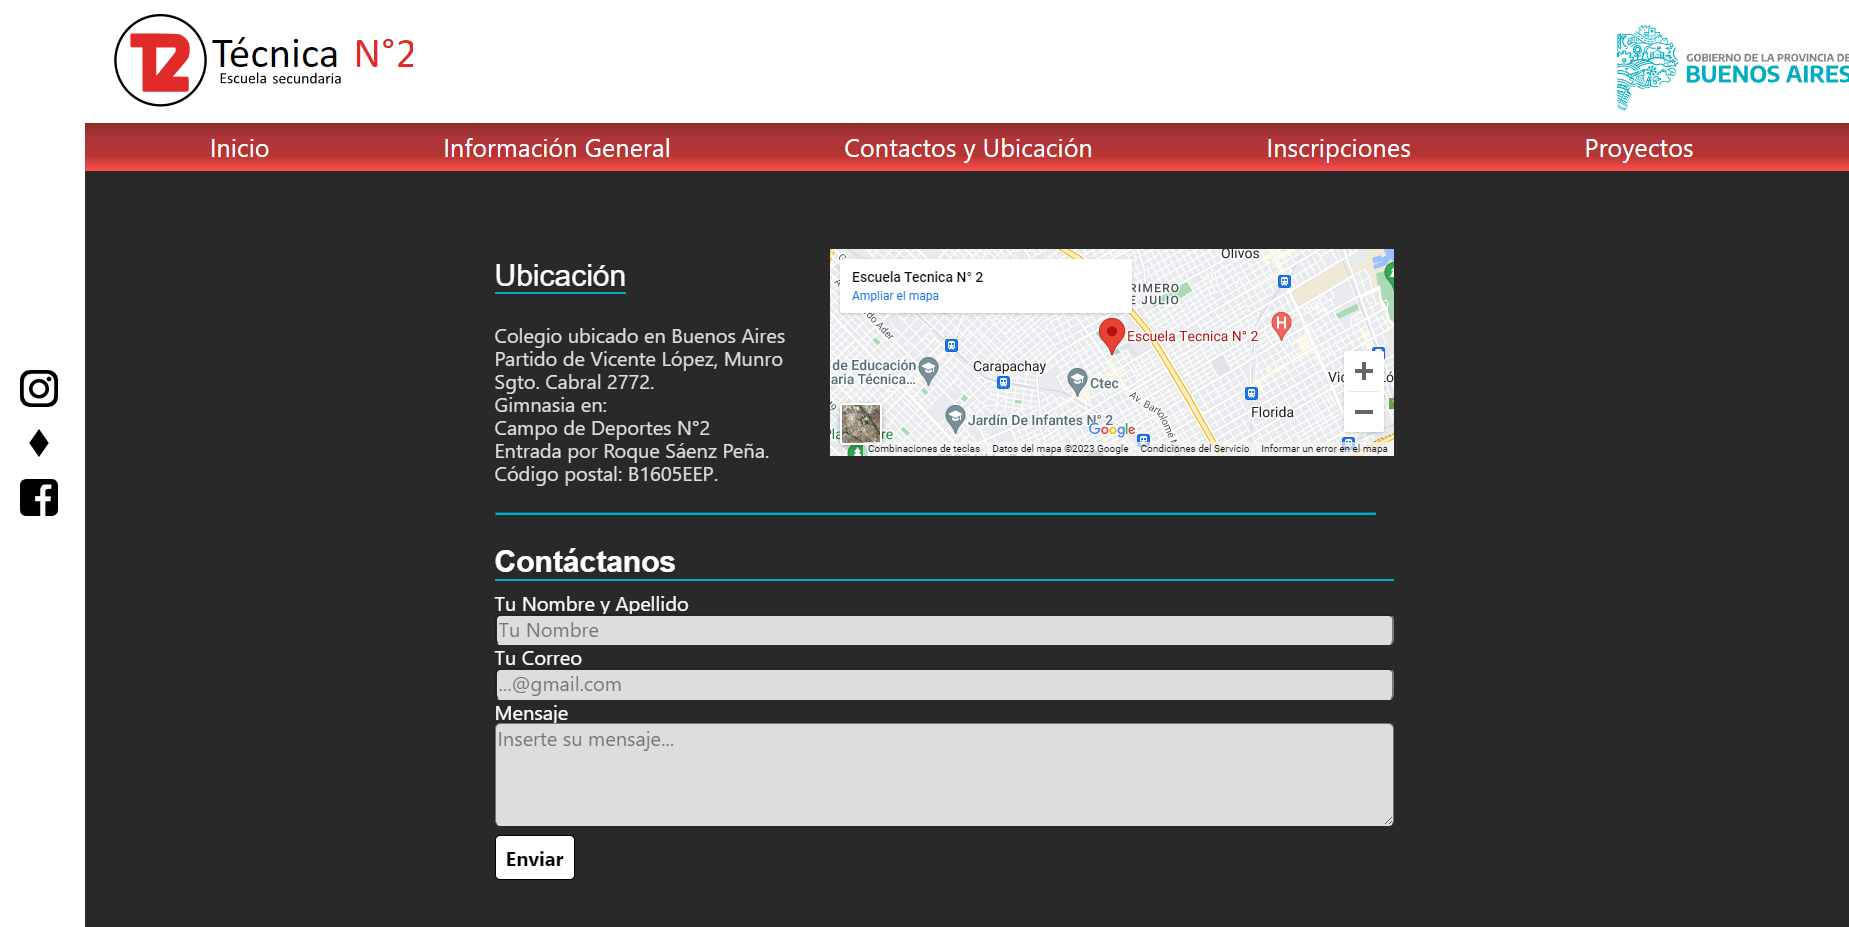 Técnica N°2
Escuela secundaria
GOBIERNO DE LA PROVINCIA DE
BUENOS AIRES
Inicio
Información General
Contactos y Ubicación
Inscripciones
Proyectos
Ubicación
Colegio ubicado en Buenos Aires
Partido de Vicente López, Munro
Sgto. Cabral 2772.
Gimnasia en:
Campo de Deportes N°2
Entrada por Roque Sáenz Peña.
Código postal: B1605EEP.
Escuela Tecnica N° 2
Ampliar el mapa
Olivos
RIMERO
E JULIO
Escuela Tecnica N° 2
H
do Ader
de Educación
aria Técnica...
Carapachay
Ctec
Av. Bartolomé
Jardín De Infantes N° 2
Florida
Google
Combinaciones de teclas
Datos del mapa ©2023 Google
Condiciones del Servicio
Informar un error en el mapa
Contáctanos
Tu Nombre y Apellido
Tu Nombre
Tu Correo
...@gmail.com
Mensaje
Inserte su mensaje...
Enviar